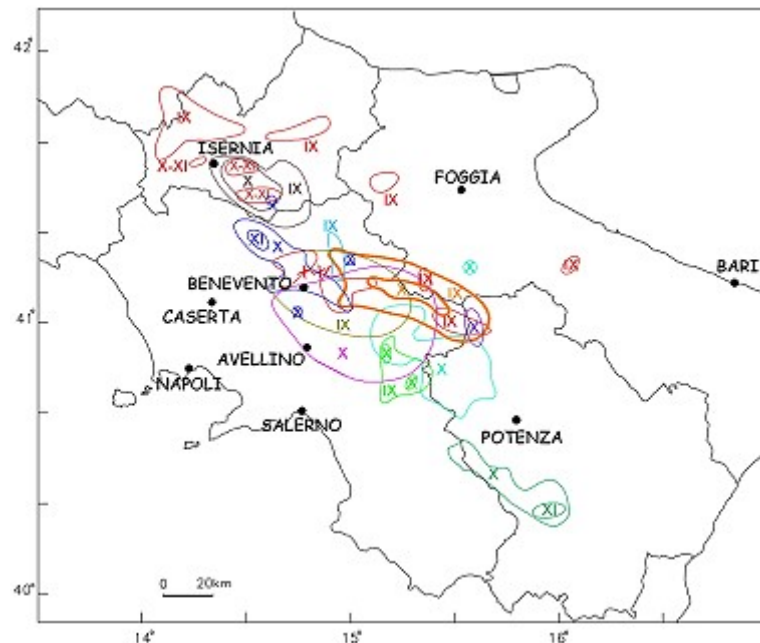 42°
IX
ISERNIA
IX
X-XI
X-XI
X
IX
X-XI
FOGGIA
IX
IX
XI
X
X
IX
BENEVENTO
IX
X
IX
BARI
CASERTA
X
IX
IX
X
41°
AVELLINO
X
X
X
NAPOLI
IX
X
SALERNO
POTENZA
X
XI
0 20km
40°
14° 15° 16°